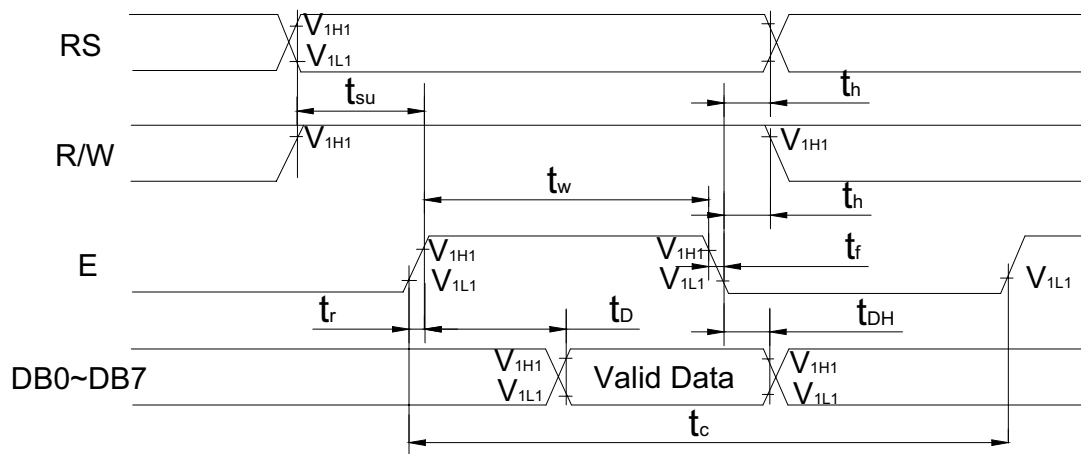 RS
V1H1
V1L1
tsu
th
R/W
V1H1
V1H1
tw
th
E
V1H1
V1L1
V1H1
V1L1
tf
V1L1
tr
tD
tDH
DB0~DB7
V1H1
V1L1
Valid Data
V1H1
V1L1
tc